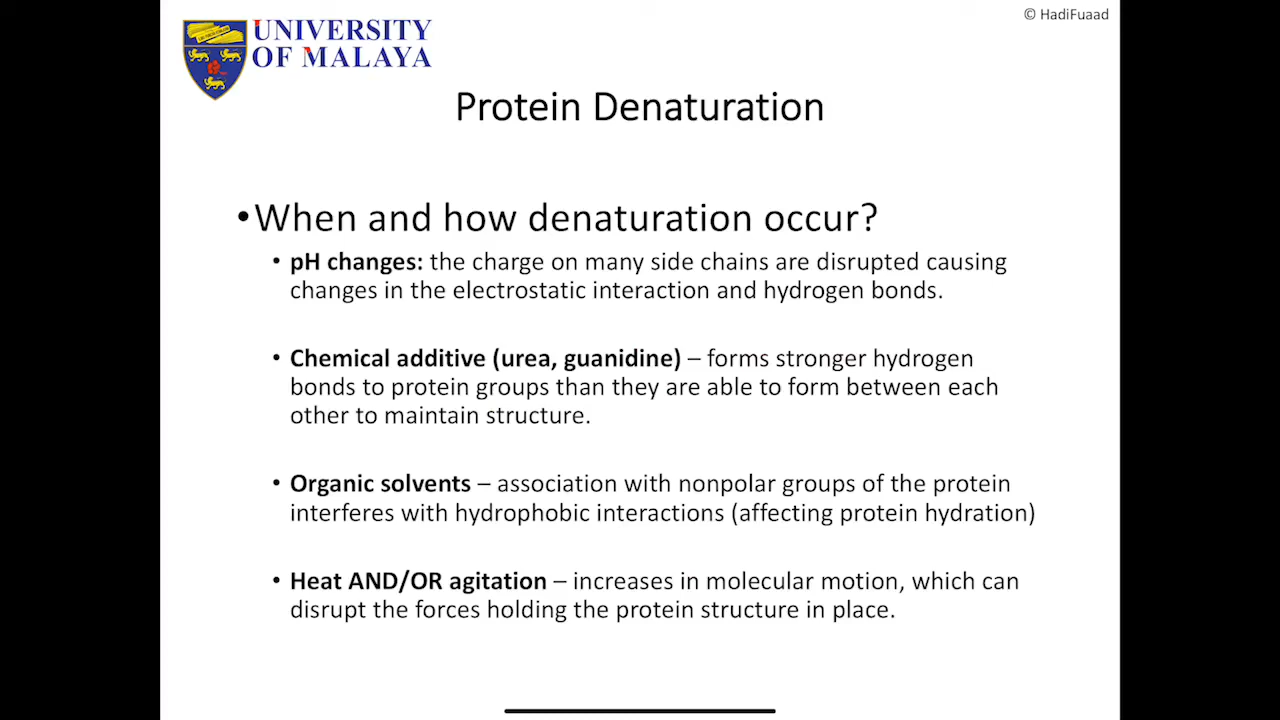 © HadiFuaad
UNIVERSITY
OF MALAYA
Protein Denaturation
•When and how denaturation occur?
• pH changes: the charge on many side chains are disrupted causing
changes in the electrostatic interaction and hydrogen bonds.
• Chemical additive (urea, guanidine) – forms stronger hydrogen
bonds to protein groups than they are able to form between each
other to maintain structure.
• Organic solvents – association with nonpolar groups of the protein
interferes with hydrophobic interactions (affecting protein hydration)
• Heat AND/OR agitation – increases in molecular motion, which can
disrupt the forces holding the protein structure in place.